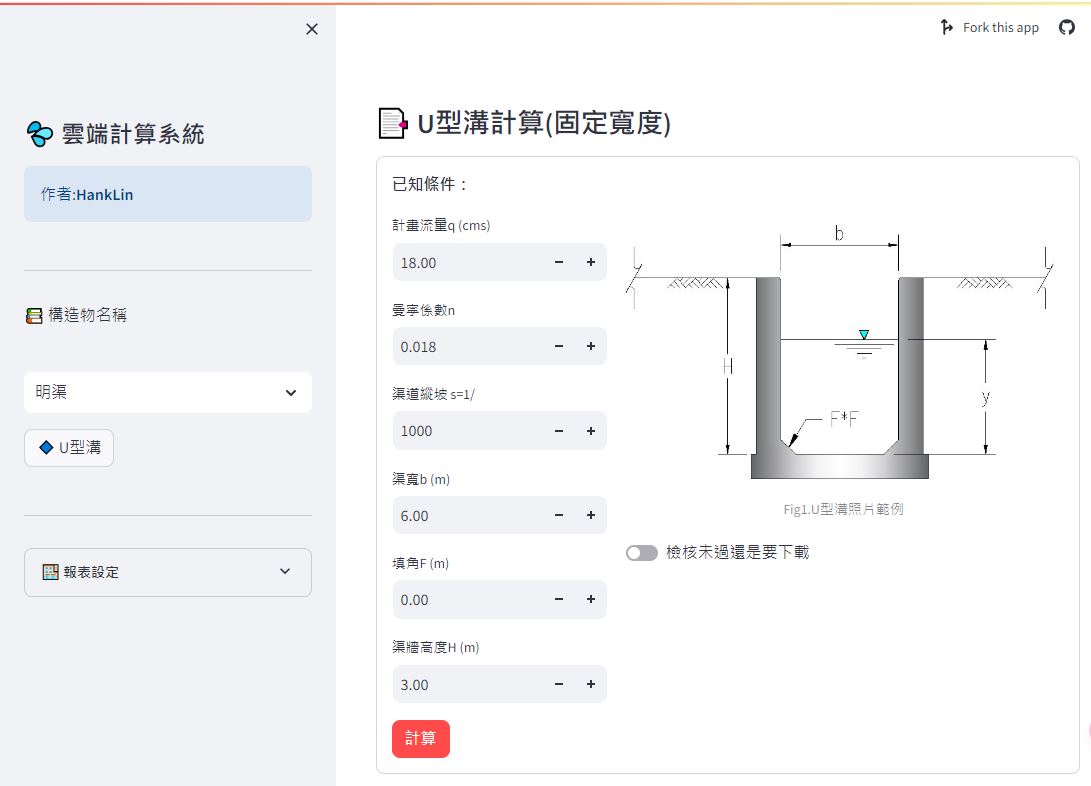 Fork this app
雲端計算系統
作者:HankLin
構造物名稱
明渠
U型溝
報表設定
U型溝計算(固定寬度)
已知條件：
計畫流量q (cms)
18.00
曼寧係數n
0.018
渠道縱坡 s=1/
1000
渠寬b (m)
6.00
填角F (m)
0.00
渠牆高度H (m)
3.00
計算
b
H
y
F*F
Fig1.U型溝照片範例
檢核未過還是要下載